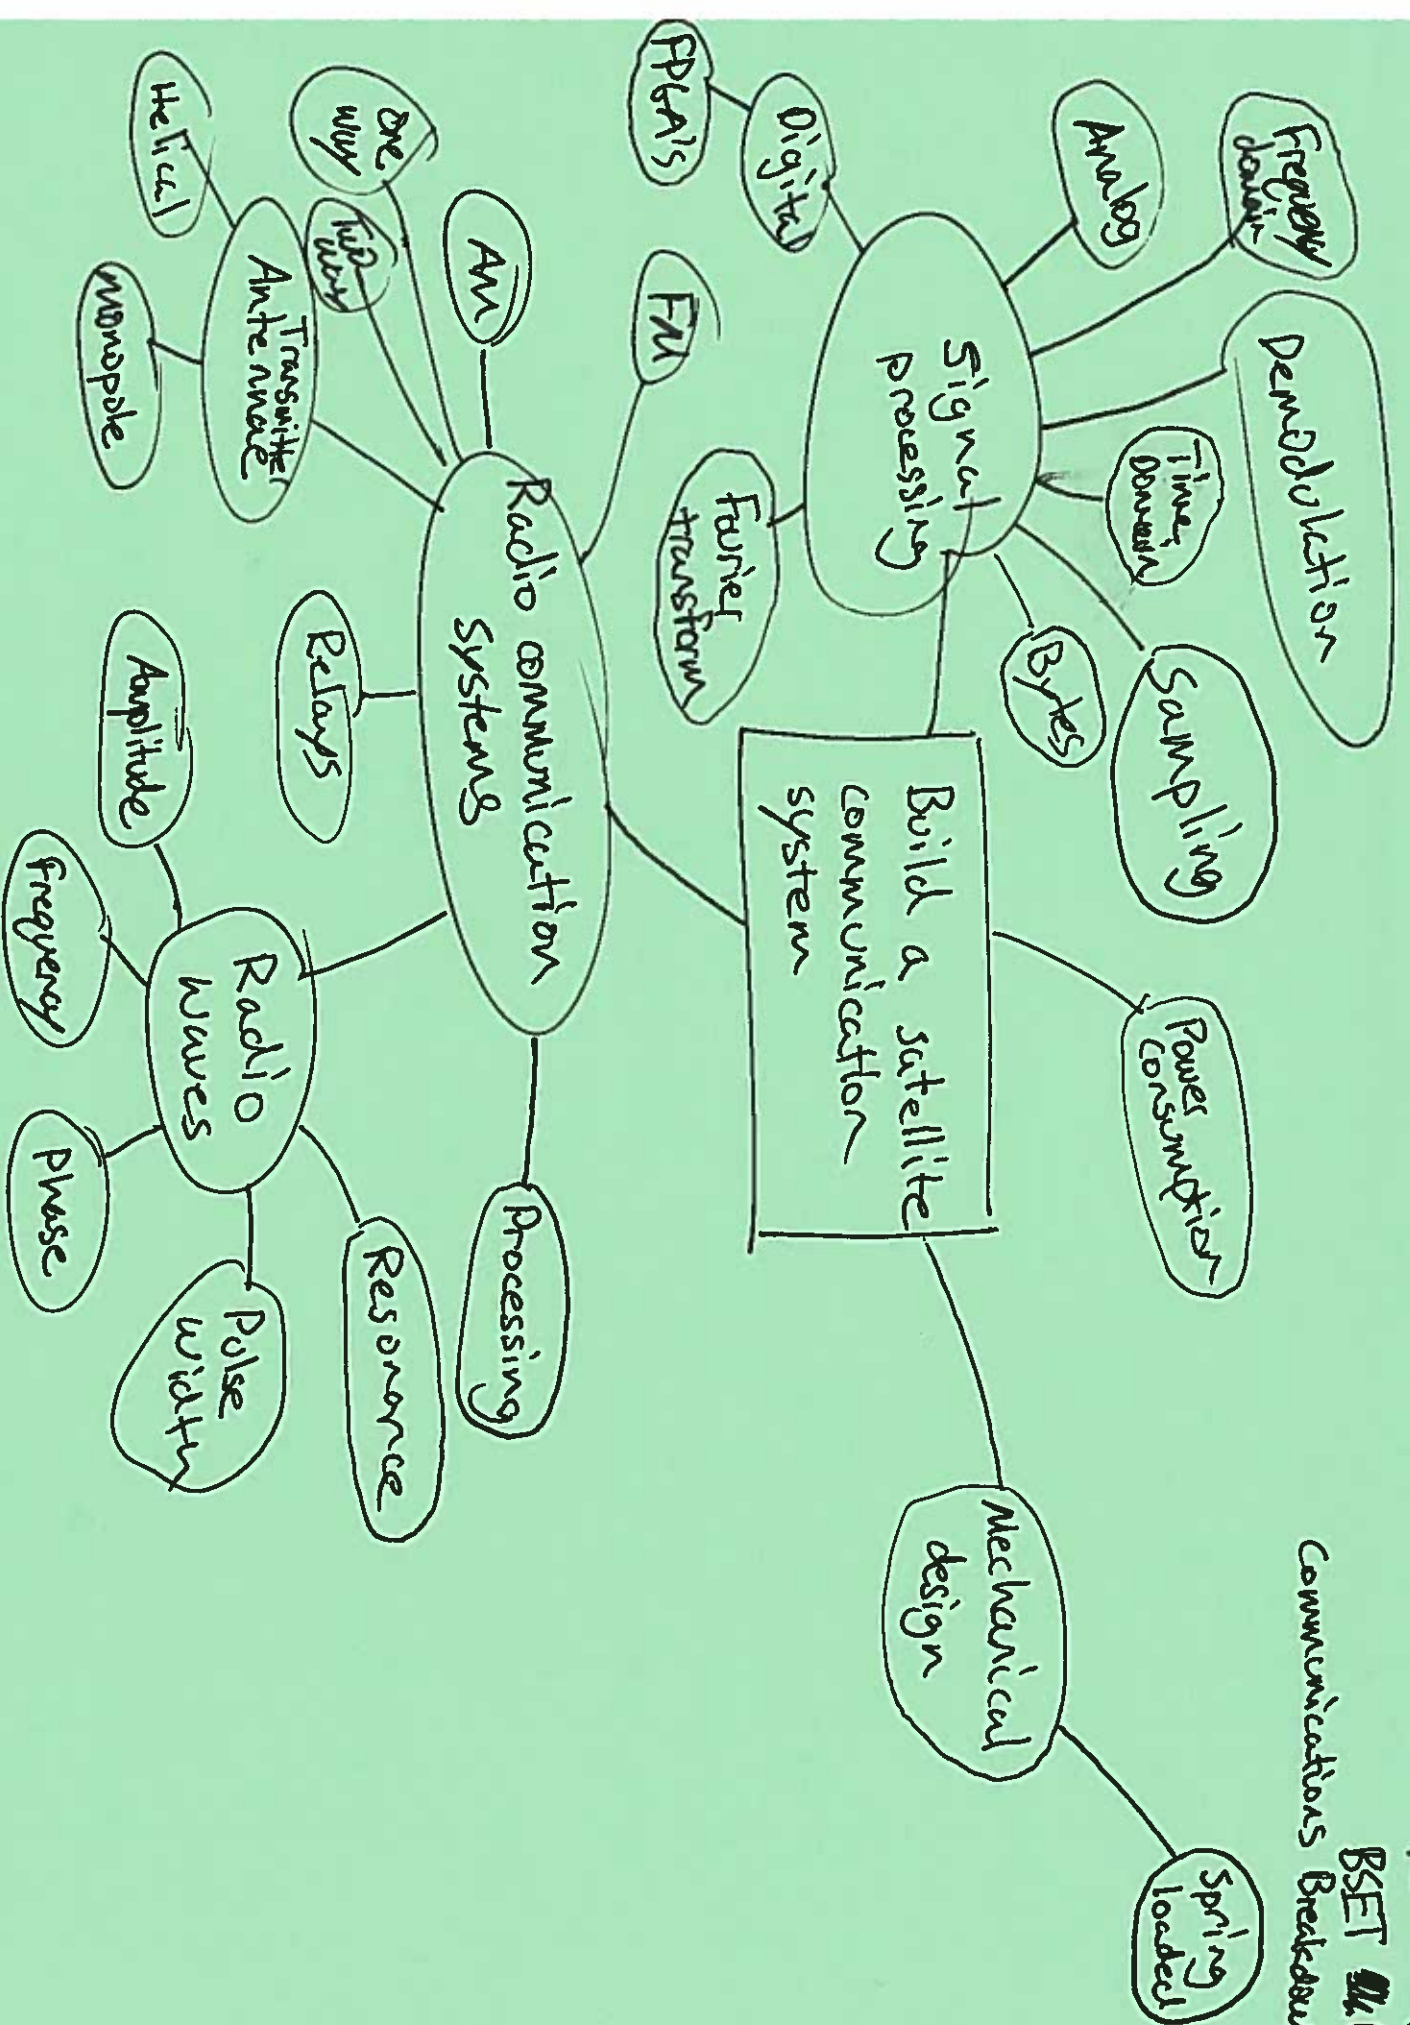 BSET
Communications Breakdow
Frequency
domain
Demodulation
Analog
Time
Domain
Sampling
Digital
FPGA's
Signal
processing
Bytes
Power
consumption
Fourier
transform
Build a satellite
communication
system
Mechanical
design
Spring
loaded
FM
AM
One
way
Two
way
Radio communication
systems
Processing
Helical
Transmitter
Antennae
monopole
Relays
Resonance
Radio
waves
Amplitude
Frequency
Phase
Pulse
width